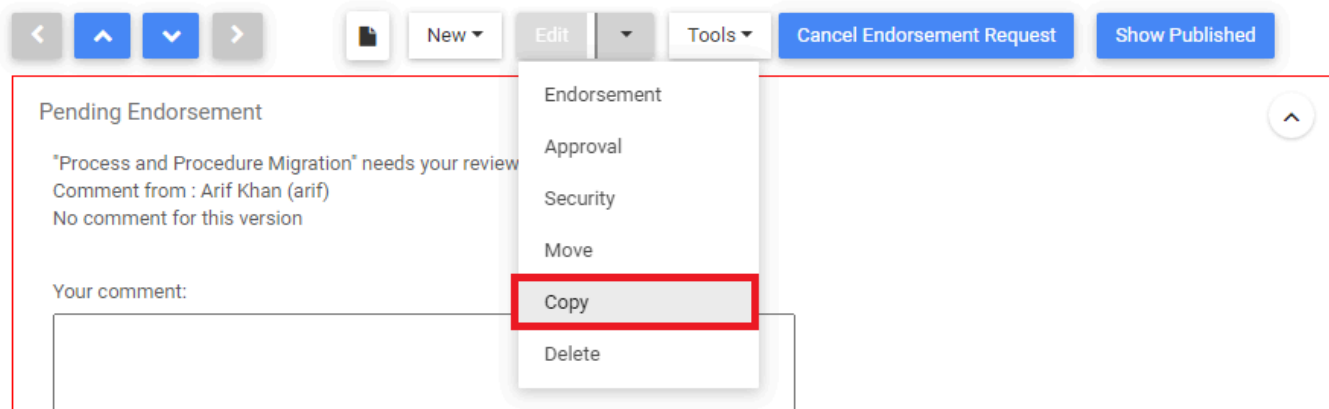 New
Edit
Tools
Cancel Endorsement Request
Show Published
Pending Endorsement
"Process and Procedure Migration" needs your review
Comment from : Arif Khan (arif)
No comment for this version
Your comment:
Endorsement
Approval
Security
Move
Copy
Delete